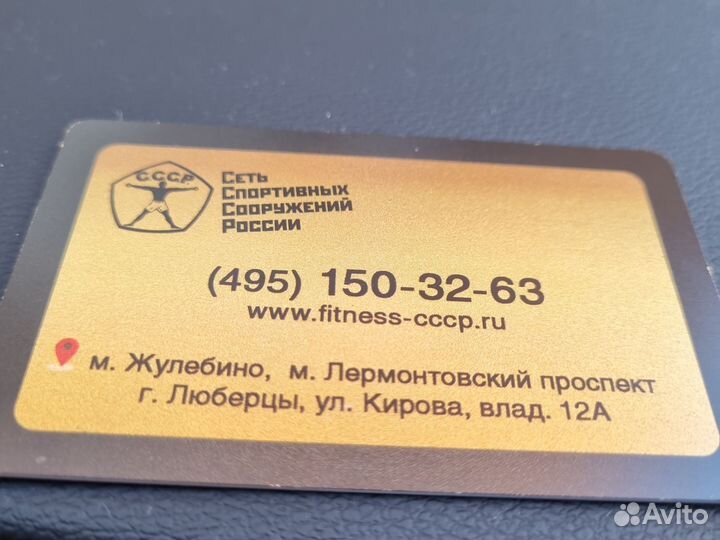 С.С.С.Р.
Сеть
Спортивных
Сооружений
России
(495) 150-32-63
www.fitness-cccp.ru
м. Жулебино, м. Лермонтовский проспект
г. Люберцы, ул. Кирова, влад. 12А
Avito